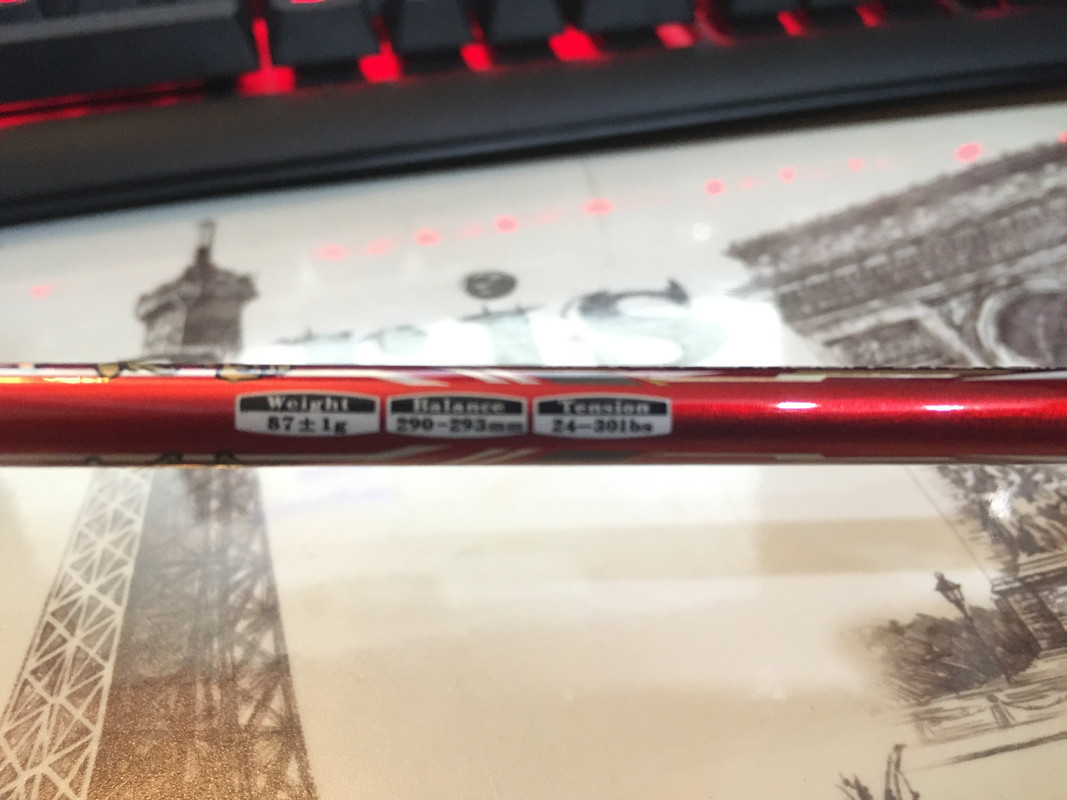 Weight
87±1g
Balance
290-293mm
Tension
24-30lbs